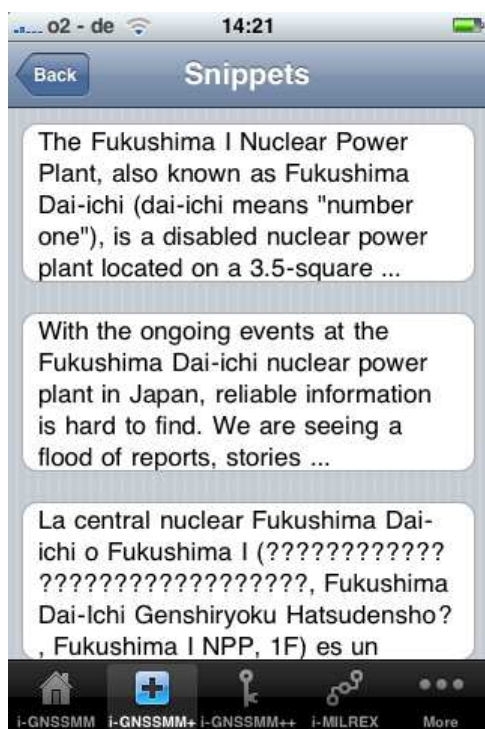 o2 - de 14:21
Back Snippets
The Fukushima I Nuclear Power
Plant, also known as Fukushima
Dai-ichi (dai-ichi means "number
one"), is a disabled nuclear power
plant located on a 3.5-square ...
With the ongoing events at the
Fukushima Dai-ichi nuclear power
plant in Japan, reliable information
is hard to find. We are seeing a
flood of reports, stories ...
La central nuclear Fukushima Dai-
ichi o Fukushima I (????????????
???????????????????, Fukushima
Dai-Ichi Genshiryoku Hatsudensho?
, Fukushima I NPP, 1F) es un
i-GNSSMM i-GNSSMM+ i-GNSSMM++ i-MILREX More